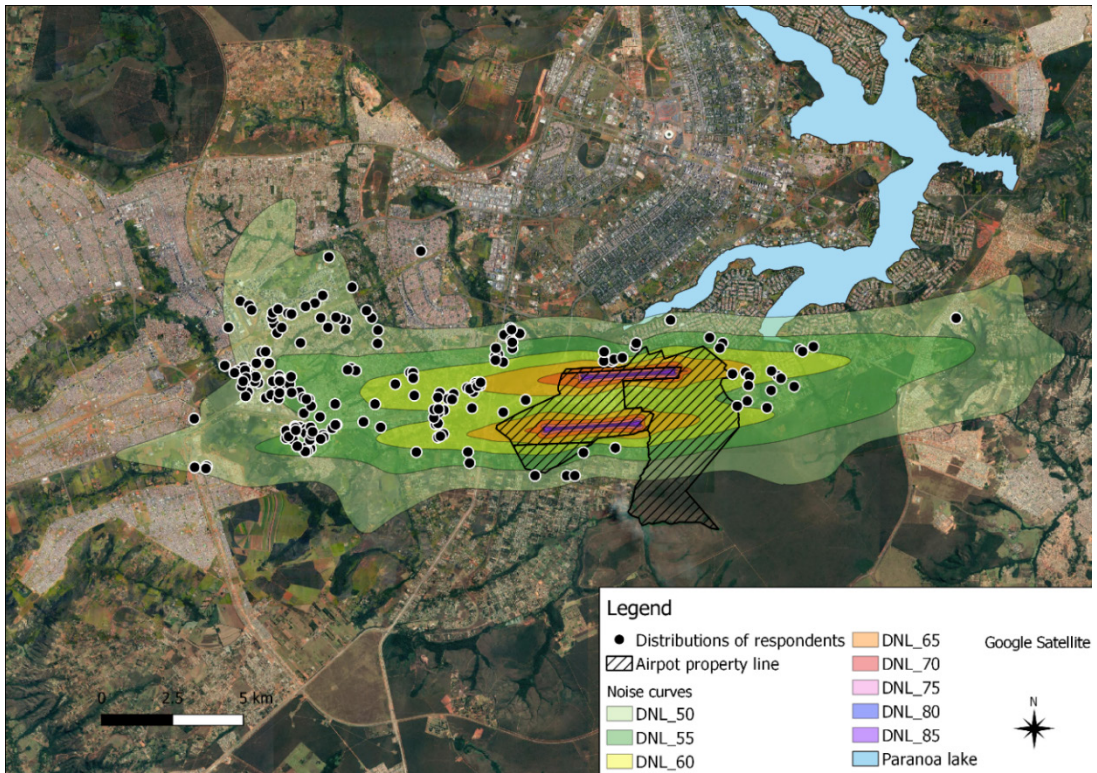 0 2.5 5 km
Legend
Distributions of respondents
Airpot property line
Noise curves
DNL_50
DNL_55
DNL_60
DNL_65
DNL_70
DNL_75
DNL_80
DNL_85
Paranoa lake
Google Satellite
N